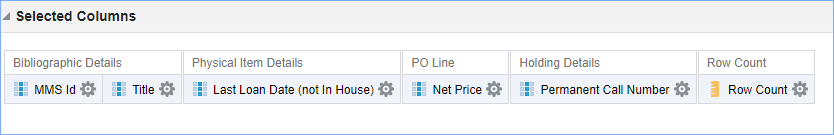 Selected Columns
Bibliographic Details Physical Item Details PO Line Holding Details Row Count
MMS Id Title Last Loan Date (not In House) Net Price Permanent Call Number Row Count